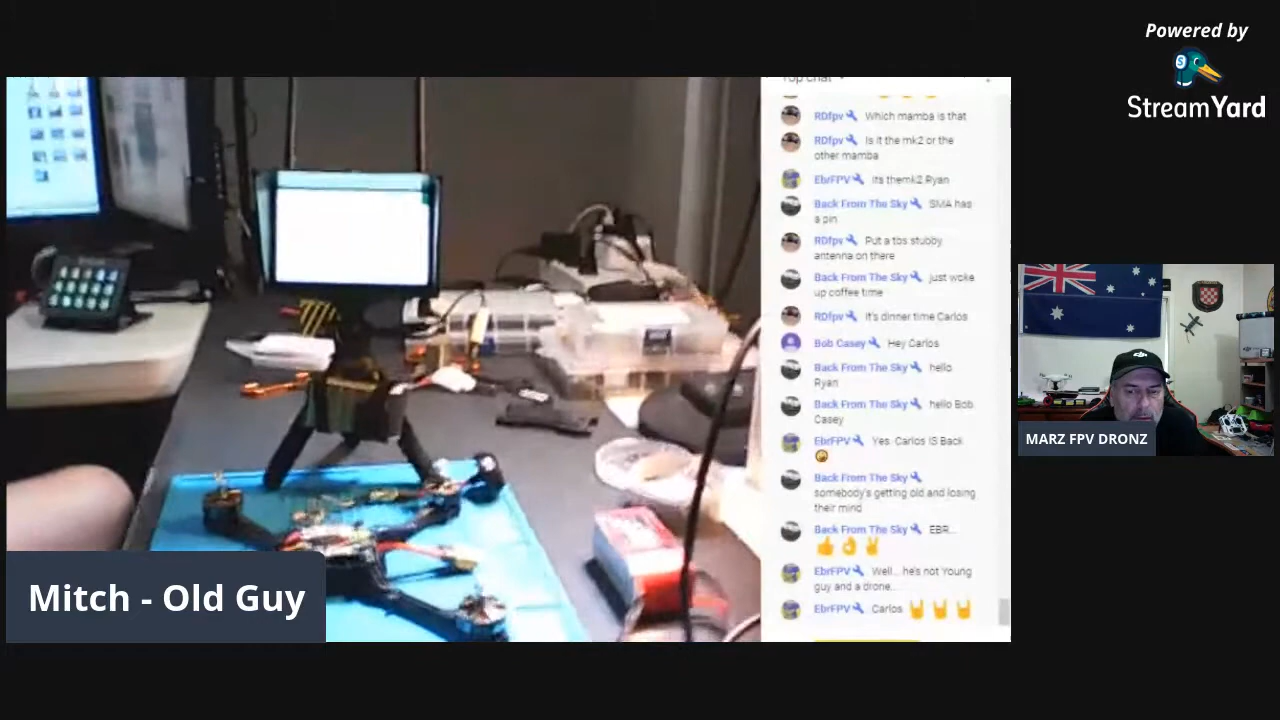 Powered by
StreamYard
Top chat
RDfpv Which mamba is that
RDfpv Is it the mk2 or the
other mamba
EbrFPV Its themk2 Ryan
Back From The Sky SMA has
a pin
RDfpv Put a tbs stubby
antenna on there
Back From The Sky just woke
up coffee time
RDfpv It's dinner time Carlos
Bob Casey Hey Carlos
Back From The Sky hello
Ryan
Back From The Sky hello Bob
Casey
EbrFPV Yes. Carlos IS Back
Back From The Sky
somebody's getting old and losing
their mind
Back From The Sky EBR...
EbrFPV Well... he's not Young
guy and a drone....
EbrFPV Carlos
Mitch - Old Guy
MARZ FPV DRONZ